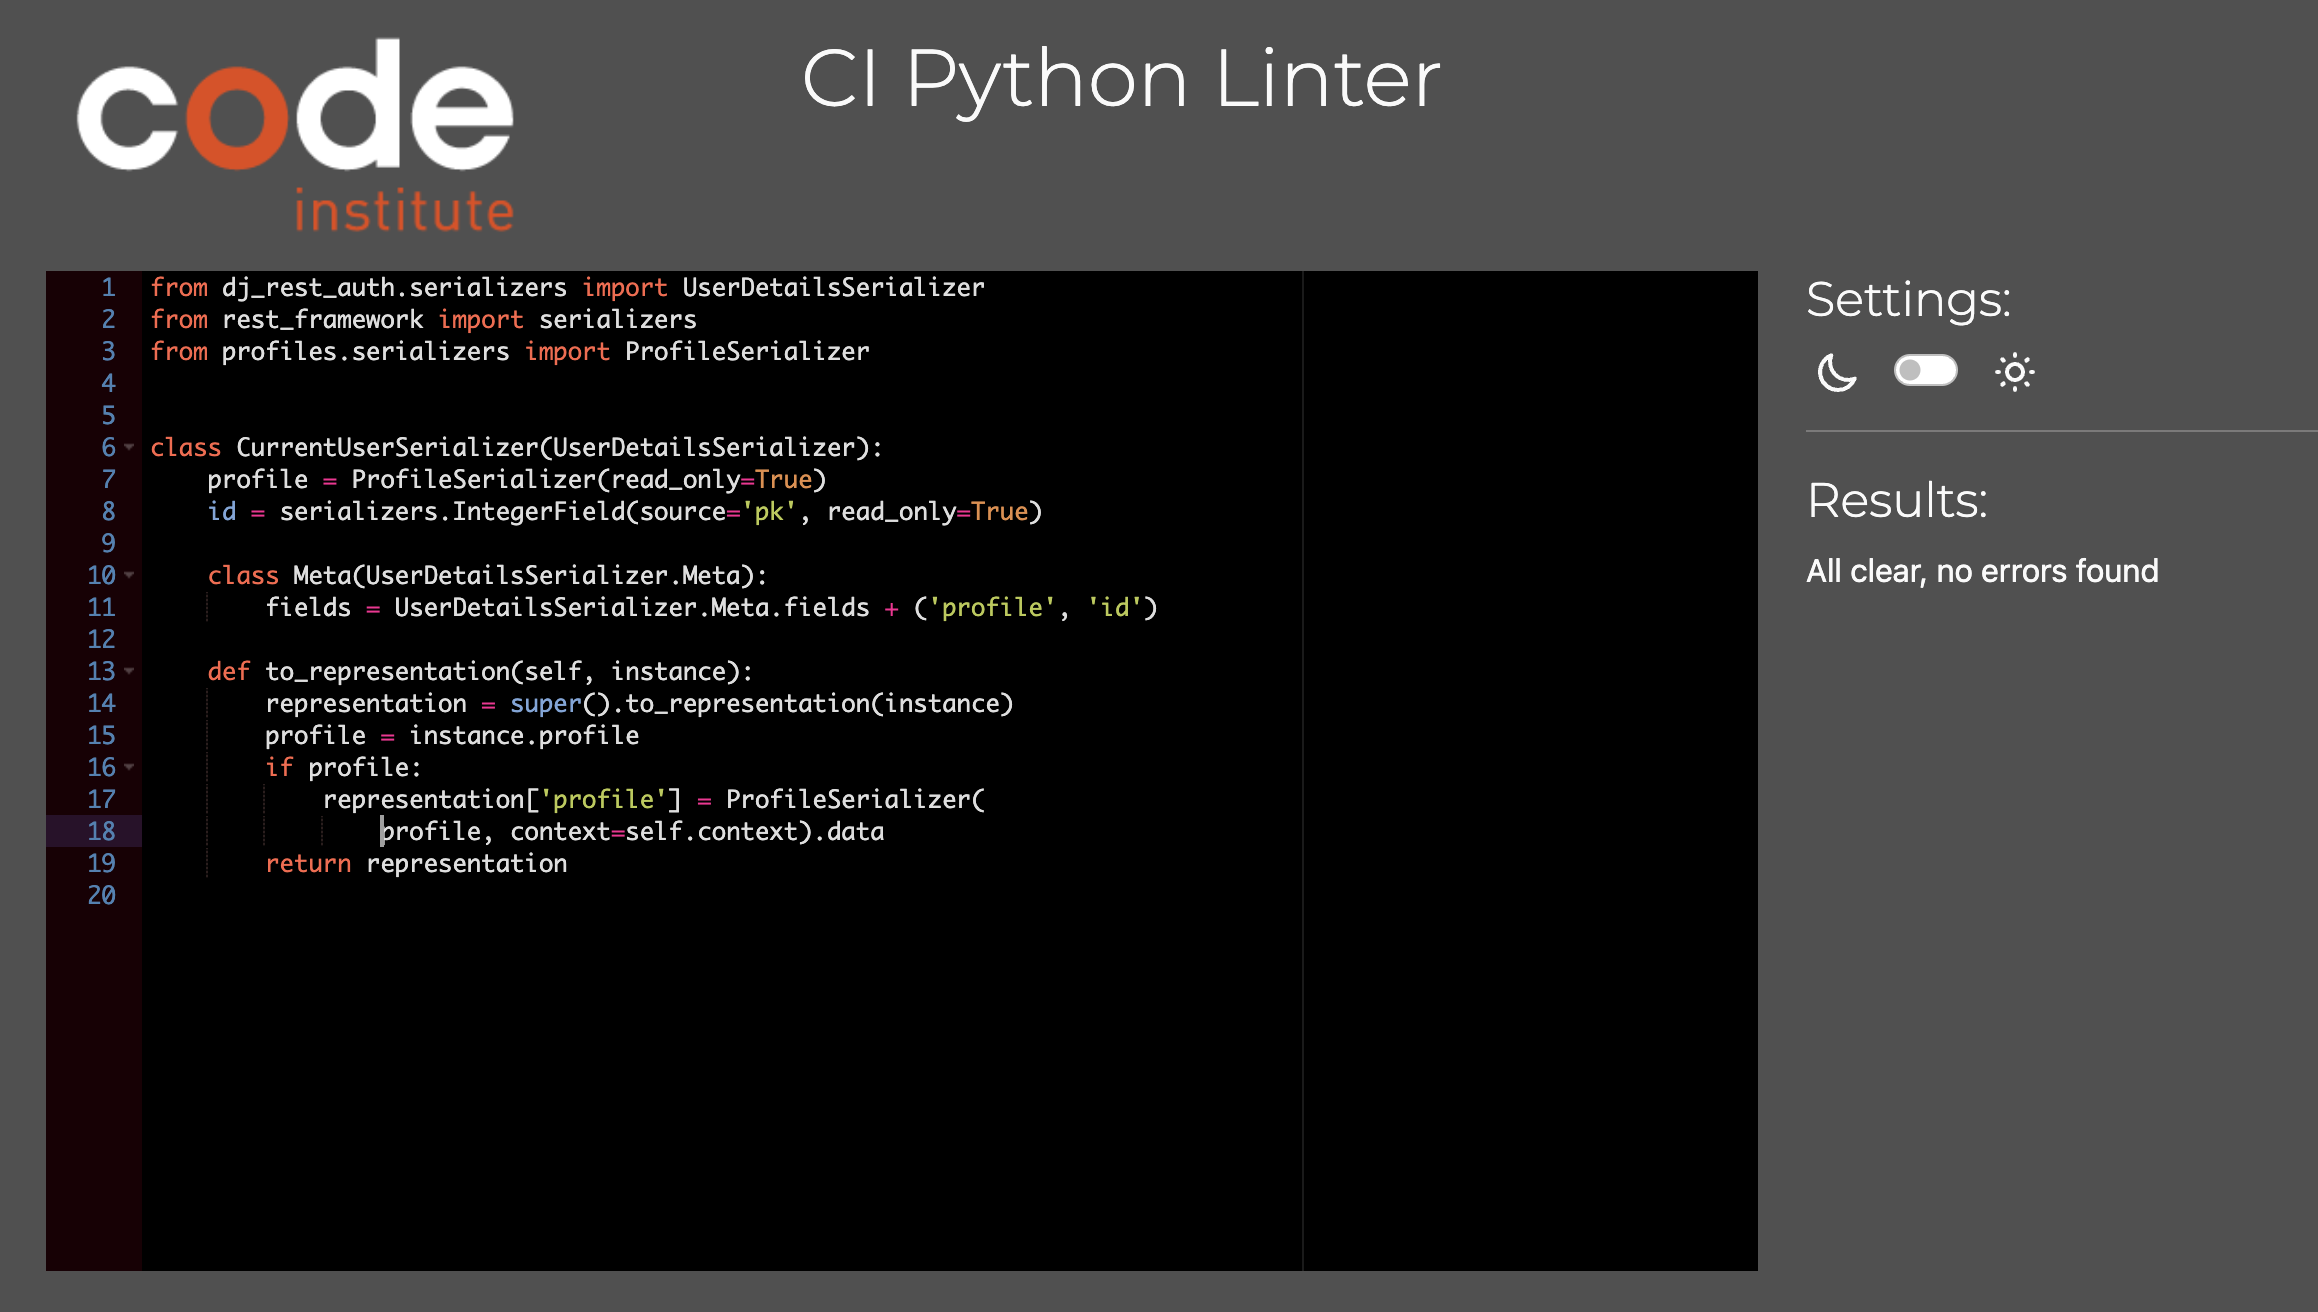 code
institute
CI Python Linter
1 from dj_rest_auth.serializers import UserDetailsSerializer
2 from rest_framework import serializers
3 from profiles.serializers import ProfileSerializer
4
5
6 class CurrentUserSerializer(UserDetailsSerializer):
7     profile = ProfileSerializer(read_only=True)
8     id = serializers.IntegerField(source='pk', read_only=True)
9
10     class Meta(UserDetailsSerializer.Meta):
11         fields = UserDetailsSerializer.Meta.fields + ('profile', 'id')
12
13     def to_representation(self, instance):
14         representation = super().to_representation(instance)
15         profile = instance.profile
16         if profile:
17             representation['profile'] = ProfileSerializer(
18                 profile, context=self.context).data
19         return representation
20
Settings:
Results:
All clear, no errors found